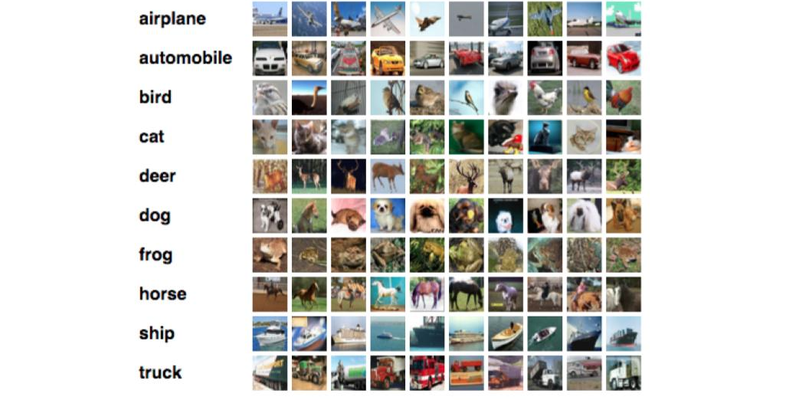 airplane
automobile
bird
cat
deer
dog
frog
horse
ship
truck